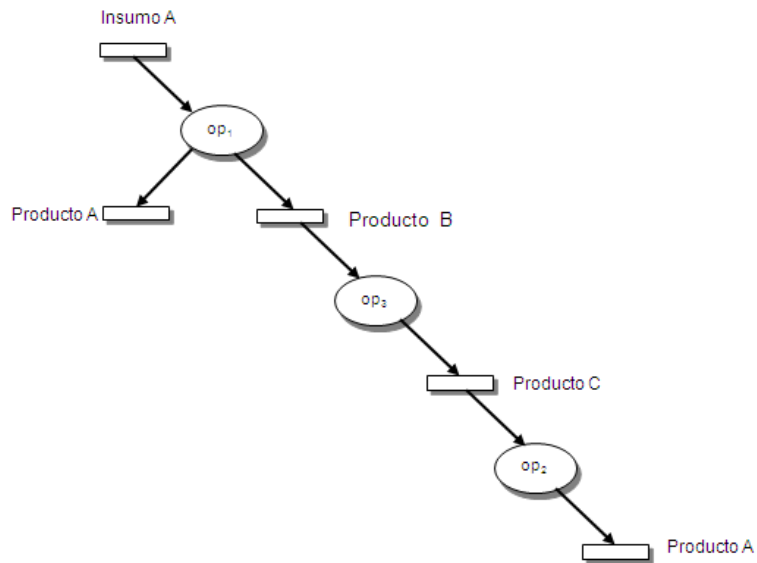 Insumo A
op₁
Producto A
Producto B
op₃
Producto C
op₂
Producto A